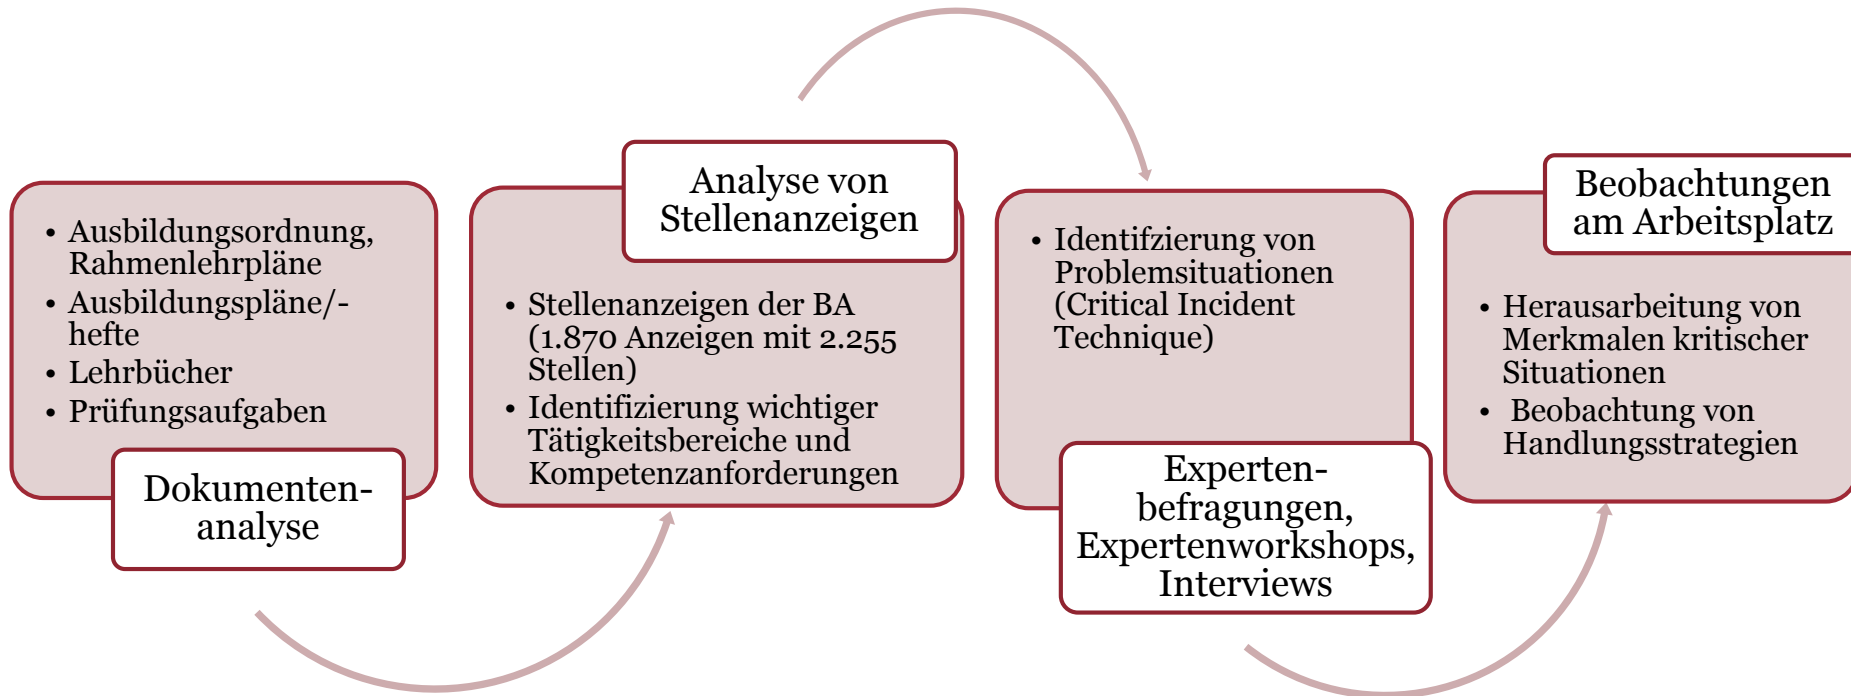 • Ausbildungsordnung,
Rahmenlehrpläne
• Ausbildungspläne/-
hefte
• Lehrbücher
• Prüfungsaufgaben
Dokumenten-
analyse
Analyse von
Stellenanzeigen
• Stellenanzeigen der BA
(1.870 Anzeigen mit 2.255
Stellen)
• Identifizierung wichtiger
Tätigkeitsbereiche und
Kompetenzanforderungen
• Identifzierung von
Problemsituationen
(Critical Incident
Technique)
Experten-
befragungen,
Expertenworkshops,
Interviews
Beobachtungen
am Arbeitsplatz
• Herausarbeitung von
Merkmalen kritischer
Situationen
• Beobachtung von
Handlungsstrategien